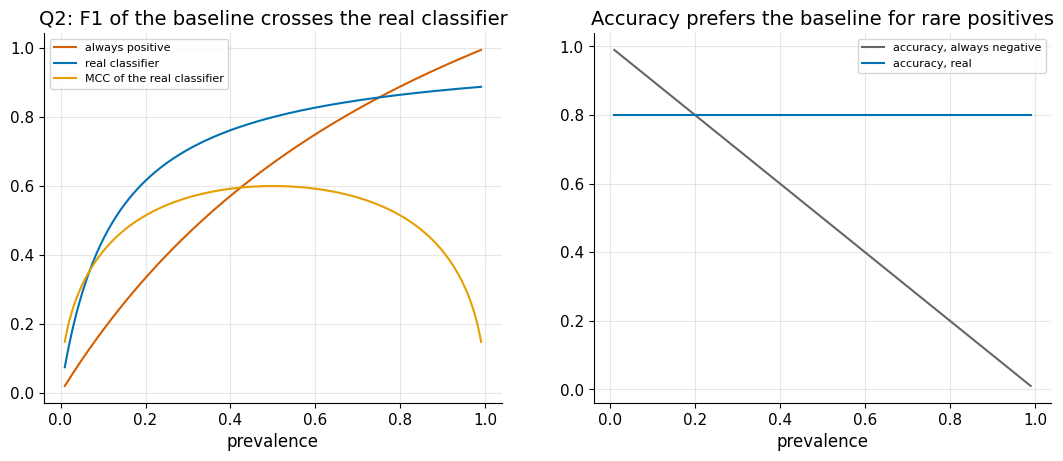 Q2: F1 of the baseline crosses the real classifier
always positive
real classifier
MCC of the real classifier
1.0
0.8
0.6
0.4
0.2
0.0
0.0 0.2 0.4 0.6 0.8 1.0
prevalence
Accuracy prefers the baseline for rare positives
accuracy, always negative
accuracy, real
1.0
0.8
0.6
0.4
0.2
0.0
0.0 0.2 0.4 0.6 0.8 1.0
prevalence